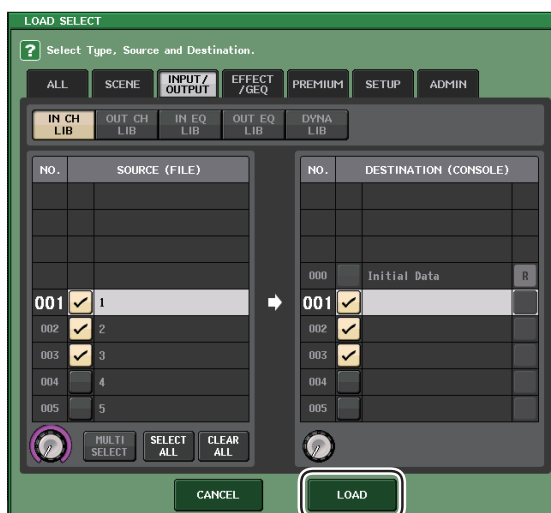 LOAD SELECT
? Select Type, Source and Destination.
ALL SCENE INPUT/ OUTPUT EFFECT /GEQ PREMIUM SETUP ADMIN
IN CH LIB OUT CH LIB IN EQ LIB OUT EQ LIB DYNA LIB
NO. SOURCE (FILE) NO. DESTINATION (CONSOLE)
000 Initial Data R
001 1 001
002 2 002
003 3 003
004 4 004
005 5 005
MULTI SELECT SELECT ALL CLEAR ALL
CANCEL LOAD